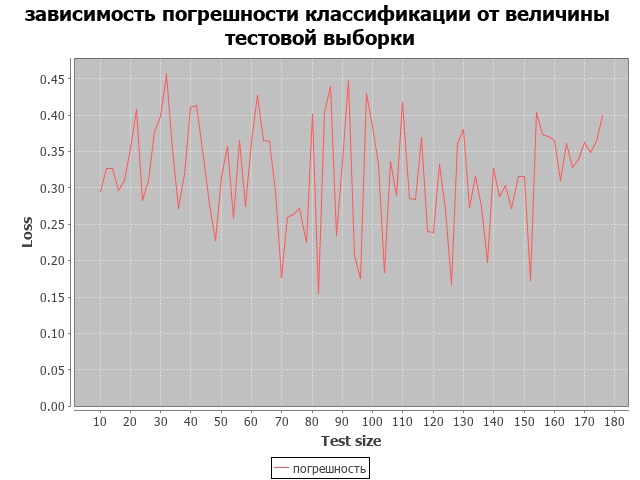 зависимость погрешности классификации от величины
тестовой выборки
0.45
0.40
0.35
0.30
0.25
0.20
0.15
0.10
0.05
0.00
Loss
10 20 30 40 50 60 70 80 90 100 110 120 130 140 150 160 170 180
Test size
погрешность